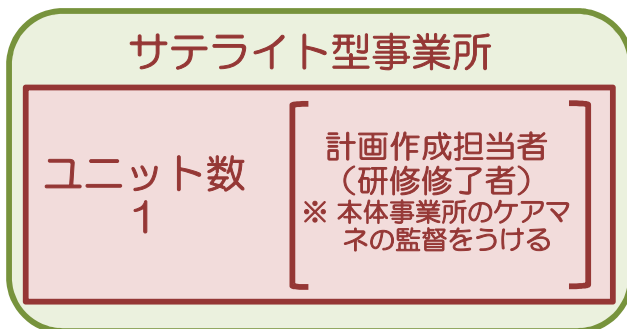 サテライト型事業所
ユニット数
1
計画作成担当者
（研修修了者）
※ 本体事業所のケアマ
ネの監督をうける